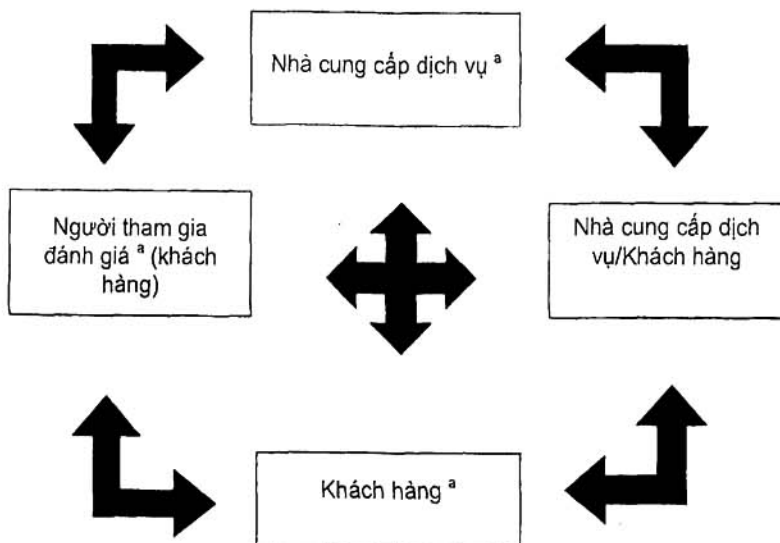 Nhà cung cấp dịch vụ ª
Người tham gia
đánh giá ª (khách
hàng)
Nhà cung cấp dịch
vụ/Khách hàng
Khách hàng ª